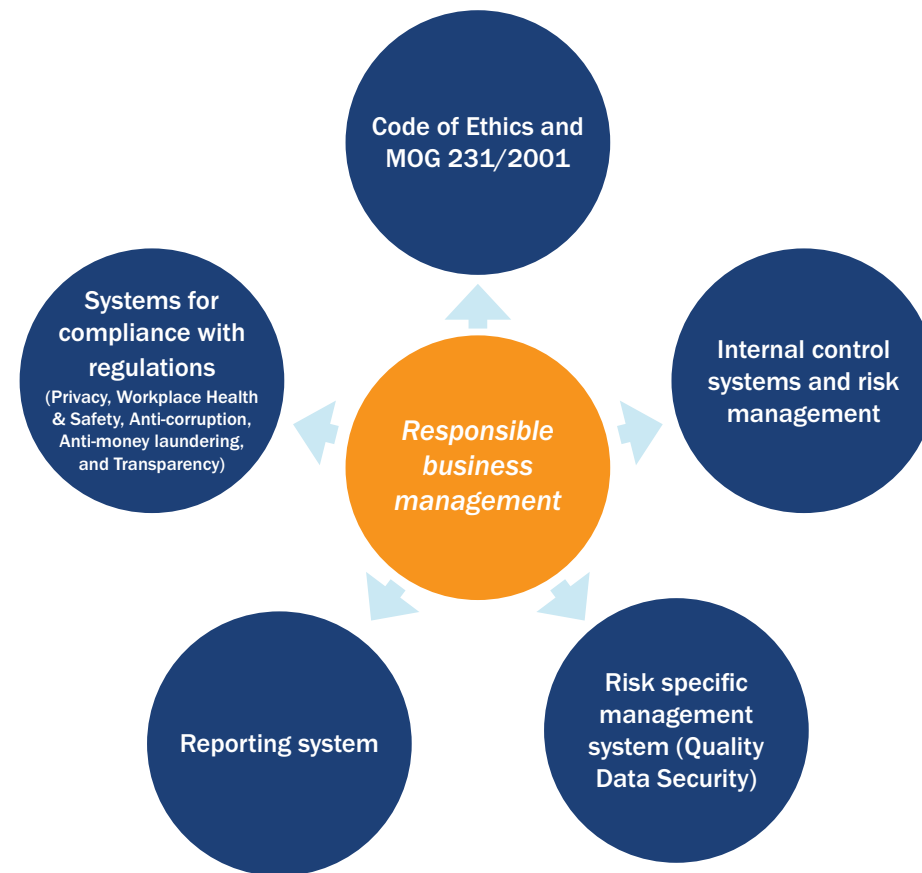 Code of Ethics and
MOG 231/2001
Systems for
compliance with
regulations
(Privacy, Workplace Health
& Safety, Anti-corruption,
Anti-money laundering,
and Transparency)
Internal control
systems and risk
management
Responsible
business
management
Reporting system
Risk specific
management
system (Quality
Data Security)